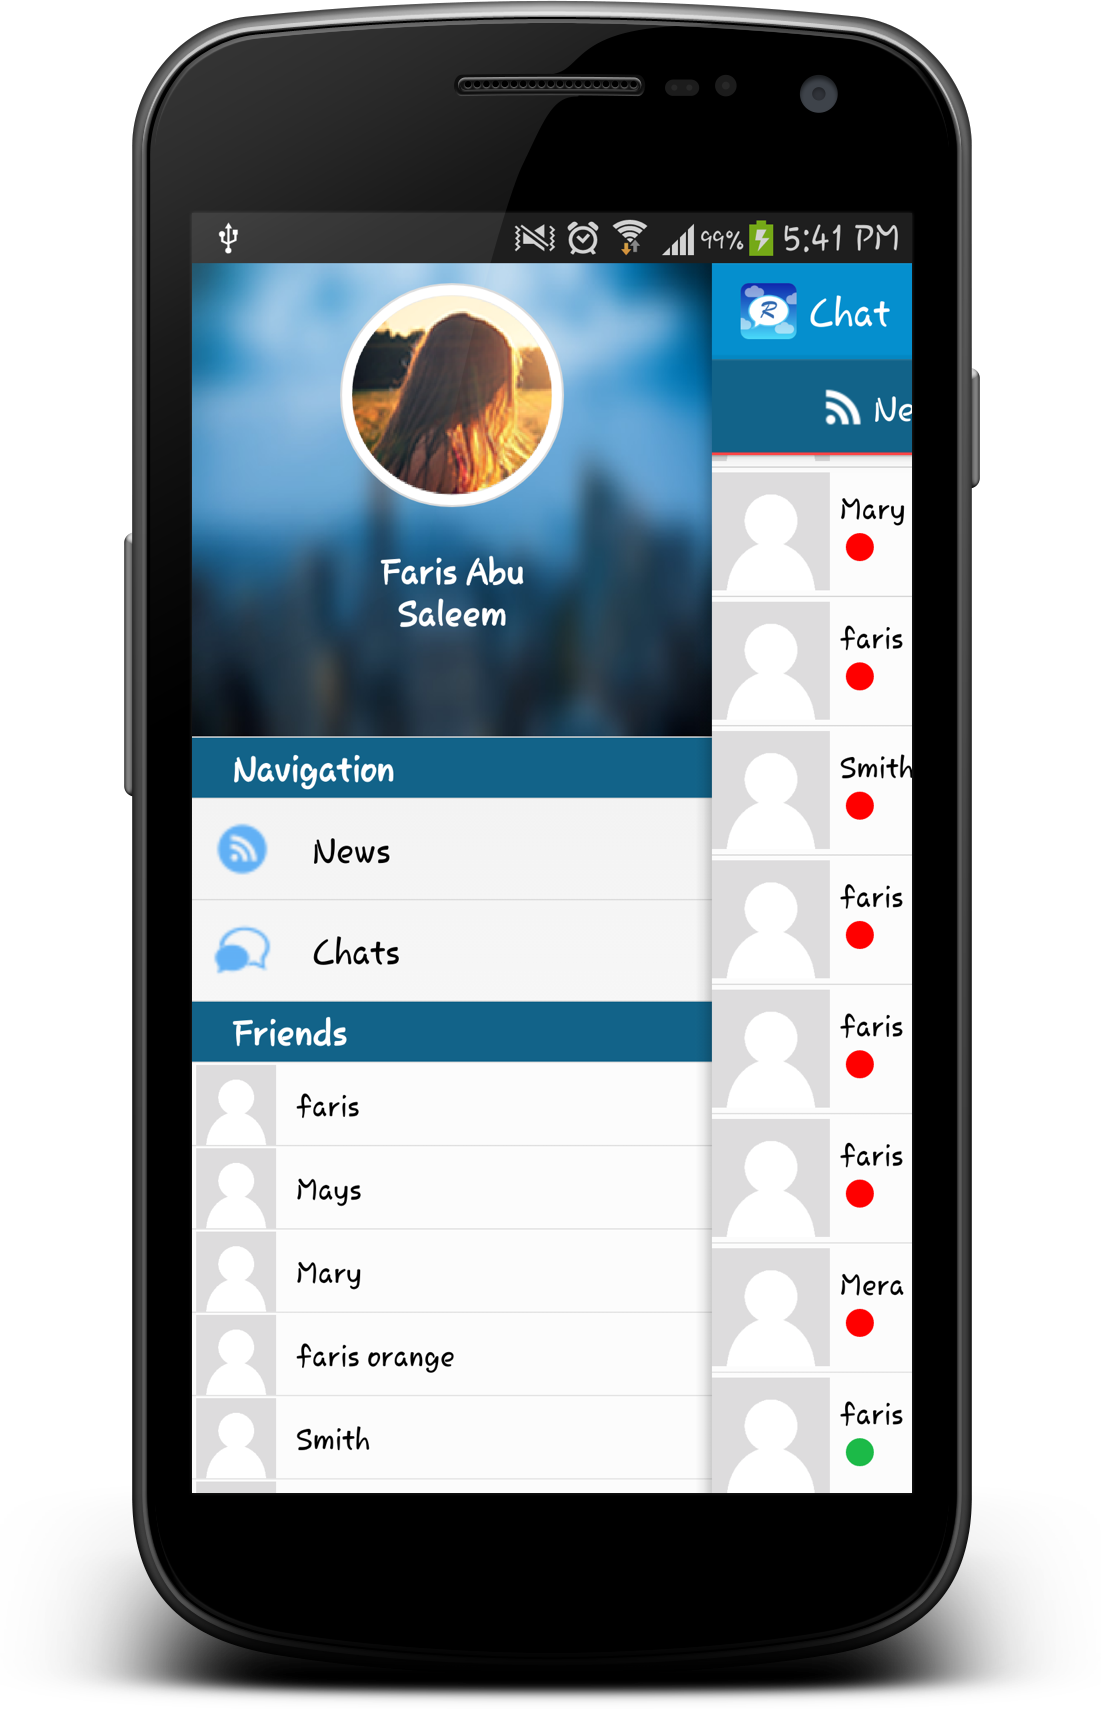 99% 5:41 PM
Faris Abu
Saleem
Navigation
News
Chats
Friends
faris
Mays
Mary
faris orange
Smith
R Chat
Ne
Mary
faris
Smith
faris
faris
faris
Mera
faris